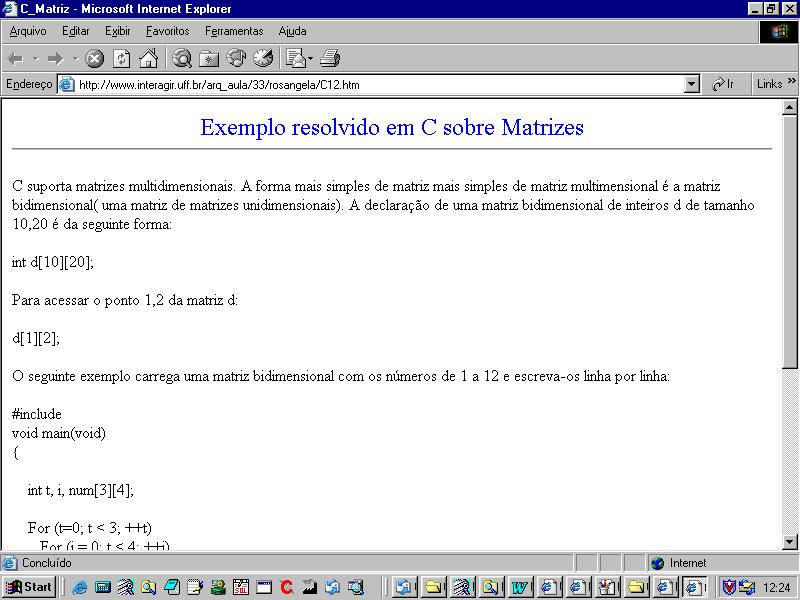 C_Matriz - Microsoft Internet Explorer
Arquivo Editar Exibir Favoritos Ferramentas Ajuda
Endereço http://www.interagir.uff.br/arq_aula/33/rosangela/C12.htm Ir Links »
Exemplo resolvido em C sobre Matrizes
C suporta matrizes multidimensionais. A forma mais simples de matriz mais simples de matriz multimensional é a matriz
bidimensional( uma matriz de matrizes unidimensionais). A declaração de uma matriz bidimensional de inteiros d de tamanho
10,20 é da seguinte forma:
int d[10][20];
Para acessar o ponto 1,2 da matriz d:
d[1][2];
O seguinte exemplo carrega uma matriz bidimensional com os números de 1 a 12 e escreva-os linha por linha:
#include
void main(void)
{
int t, i, num[3][4];
For (t=0; t < 3; ++t)
For (i = 0; t < 4; ++i)
Concluído Internet
Start 12:24